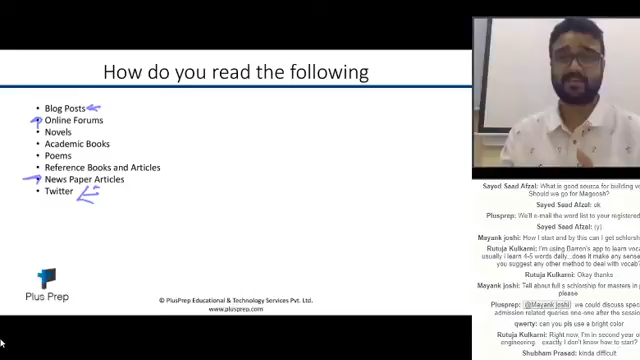 How do you read the following
• Blog Posts
• Online Forums
• Novels
• Academic Books
• Poems
• Reference Books and Articles
• News Paper Articles
• Twitter
Plus Prep
© PlusPrep Educational & Technology Services Pvt. Ltd.
www.plusprep.com
Sayed Saad Afzal: What is good source for building vo
Should we go for Magoosh?
Sayed Saad Afzal: ok
Plusprep: We'll e-mail the word list to your registered
Sayed Saad Afzal: (y)
Mayank joshi: How I start and by this can I get schlorsh
Rutuja Kulkarni: I'm using Barron's app to learn voca
usually i learn 4-5 words daily...does it make any
you suggest any other method to deal with vocab?
Rutuja Kulkarni: Okay thanks
Mayank joshi: Tell about full a schlorship for masters in
please
Plusprep: @Mayank joshi we could discuss spec
admission related queries one-one after the session
qwerty: can you pls use a bright color
Rutuja Kulkarni: Right now, I'm in second year of
engineering. exactly I don't know how to start?
Shubham Prasad: kinda difficult